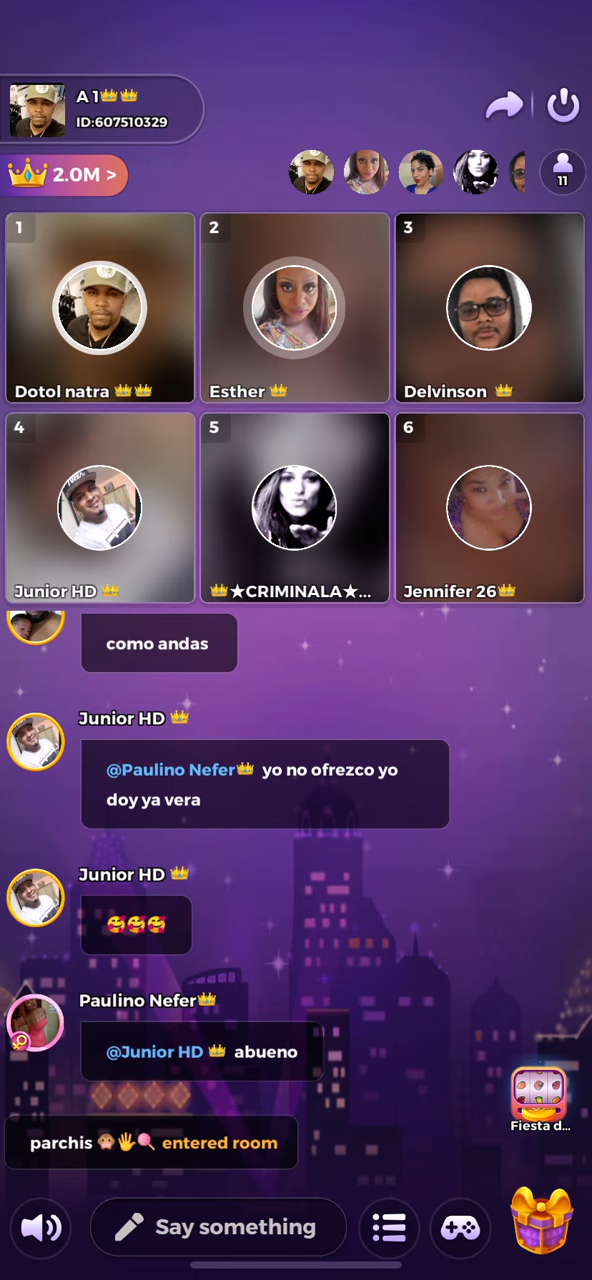 A 1👑👑
ID:607510329
2.0M >
11
1
2
3
Dotol natra 👑👑
Esther 👑
Delvinson 👑
4
5
6
Junior HD 👑
👑★CRIMINALA★...
Jennifer 26👑
como andas
Junior HD 👑
@Paulino Nefer👑 yo no ofrezco yo
doy ya vera
Junior HD 👑
🥰🥰🥰
Paulino Nefer👑
@Junior HD 👑 abueno
Fiesta d...
parchis 🙊🖐🍭 entered room
Say something